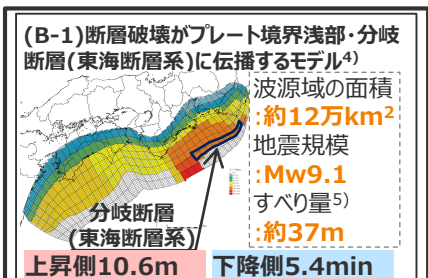 (B-1)断層破壊がプレート境界浅部・分岐
断層(東海断層系)に伝播するモデル4)
波源域の面積
:約12万km²
地震規模
:Mw9.1
すべり量5)
:約37m
分岐断層
(東海断層系)
上昇側10.6m 下降側5.4min